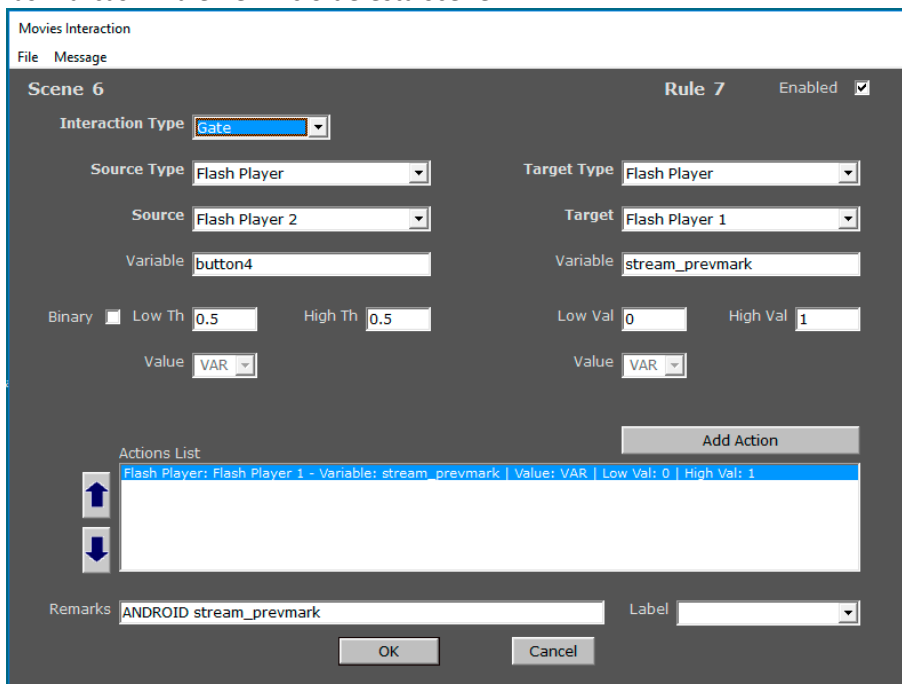 Movies Interaction
File Message
Scene 6 Rule 7 Enabled
Interaction Type Gate
Source Type Flash Player Target Type Flash Player
Source Flash Player 2 Target Flash Player 1
Variable button4 Variable stream_prevmark
Binary Low Th 0.5 High Th 0.5 Low Val 0 High Val 1
Value VAR Value VAR
Add Action
Actions List
Flash Player: Flash Player 1 - Variable: stream_prevmark | Value: VAR | Low Val: 0 | High Val: 1
Remarks ANDROID stream_prevmark Label
OK Cancel